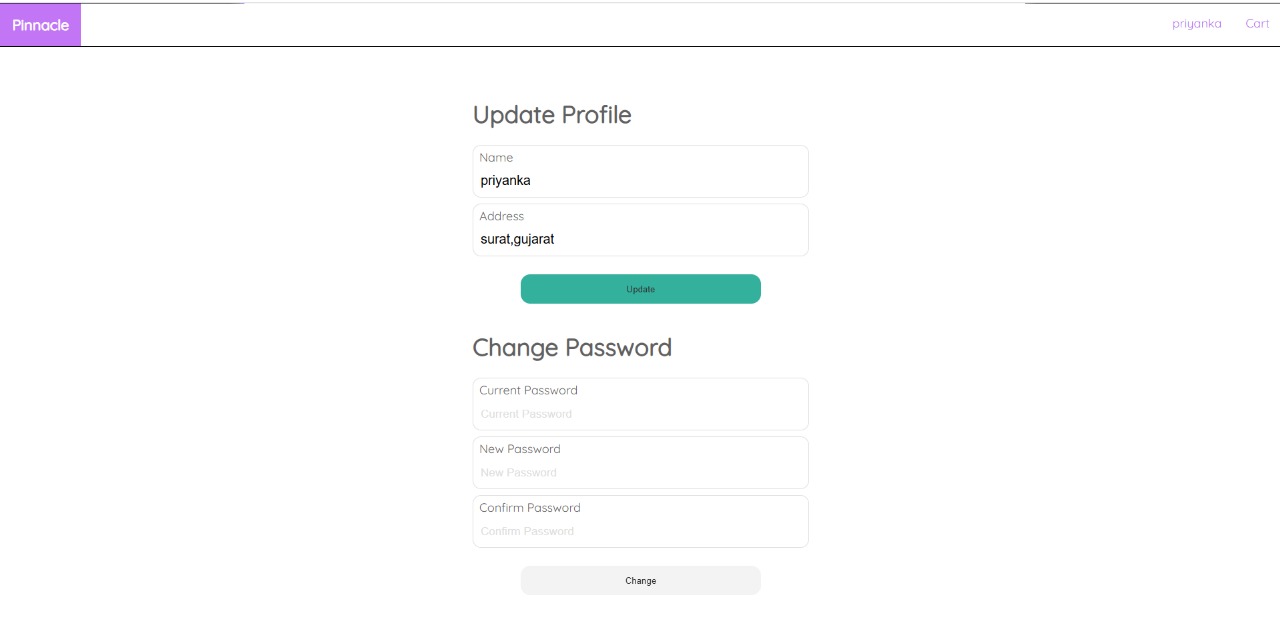 Pinnacle
priyanka Cart
Update Profile
Name
priyanka
Address
surat,gujarat
Update
Change Password
Current Password
Current Password
New Password
New Password
Confirm Password
Confirm Password
Change